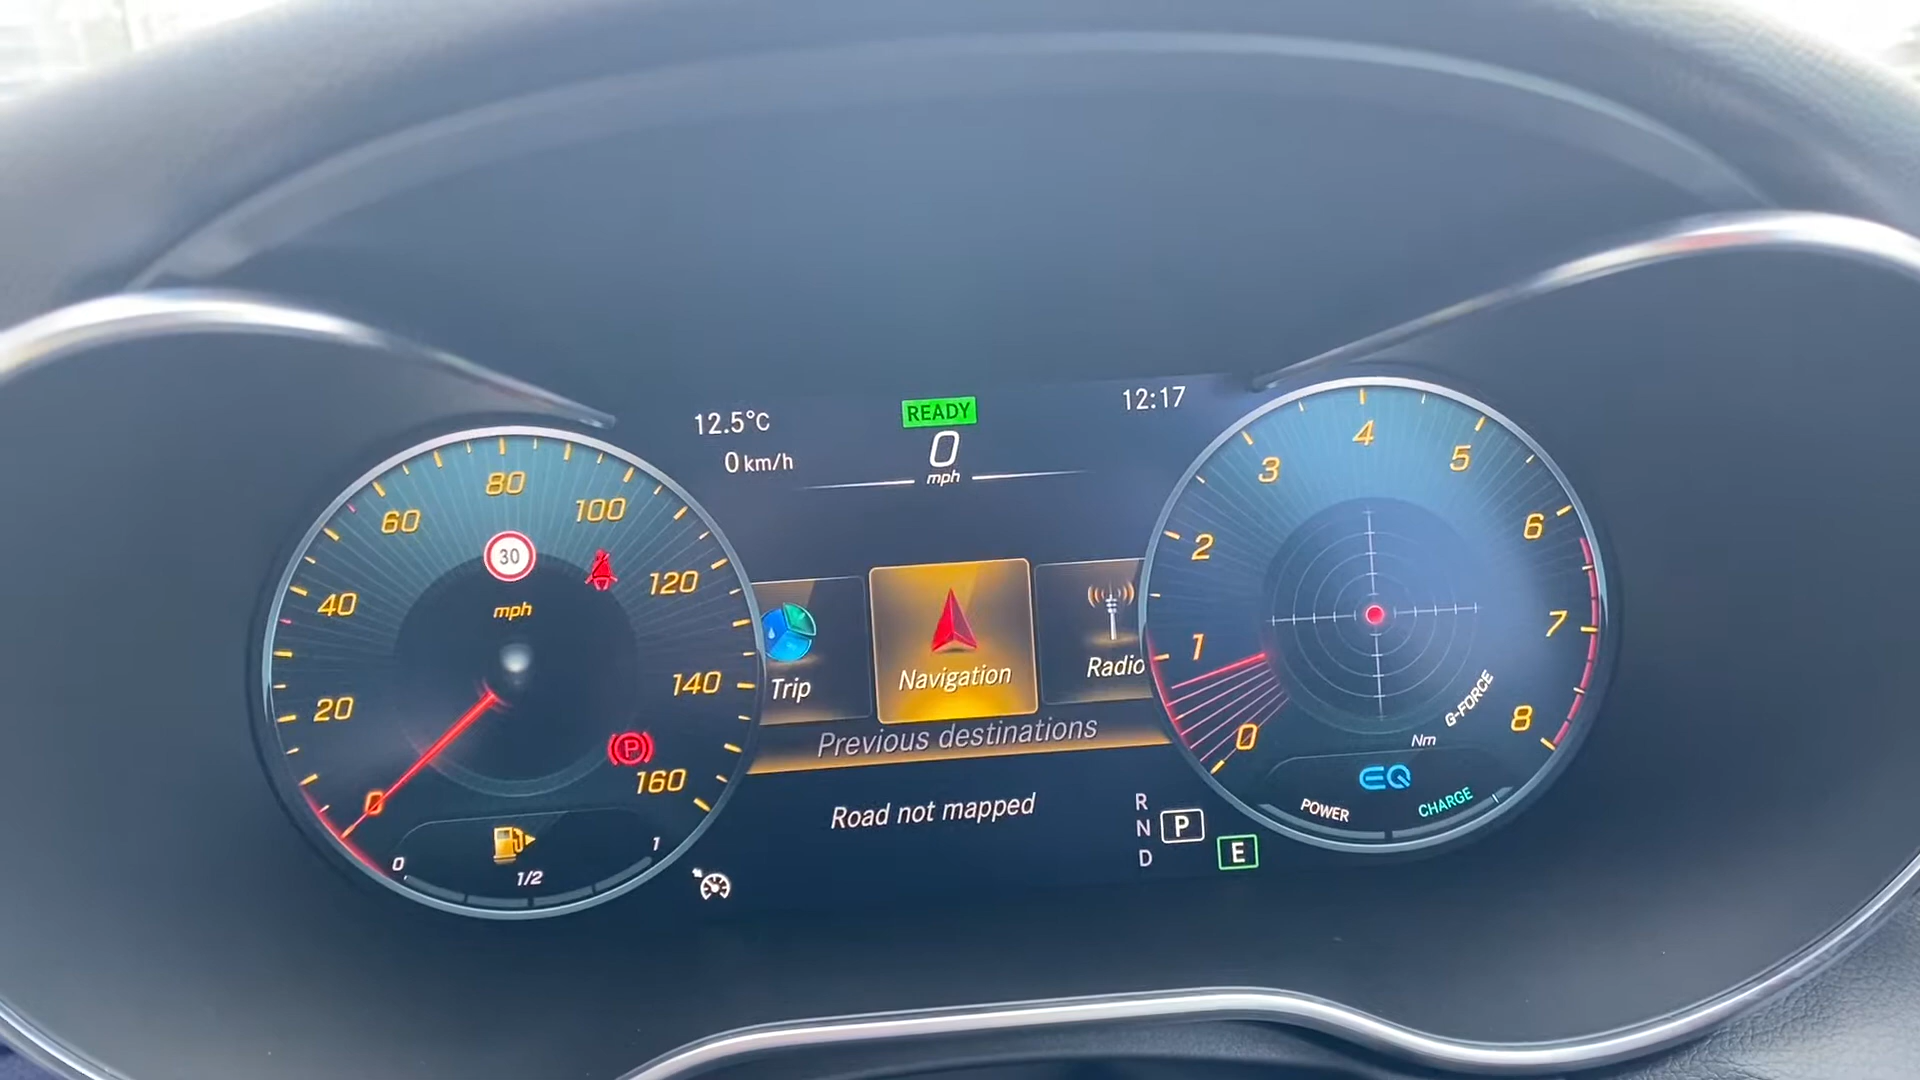 12.5°C
READY
12:17
0 km/h
0
mph
0
20
40
60
80
100
120
140
160
30
mph
P
0
1/2
1
Trip
Navigation
Radio
Previous destinations
Road not mapped
R
N
D
P
E
0
1
2
3
4
5
6
7
8
G-FORCE
Nm
EQ
POWER
CHARGE